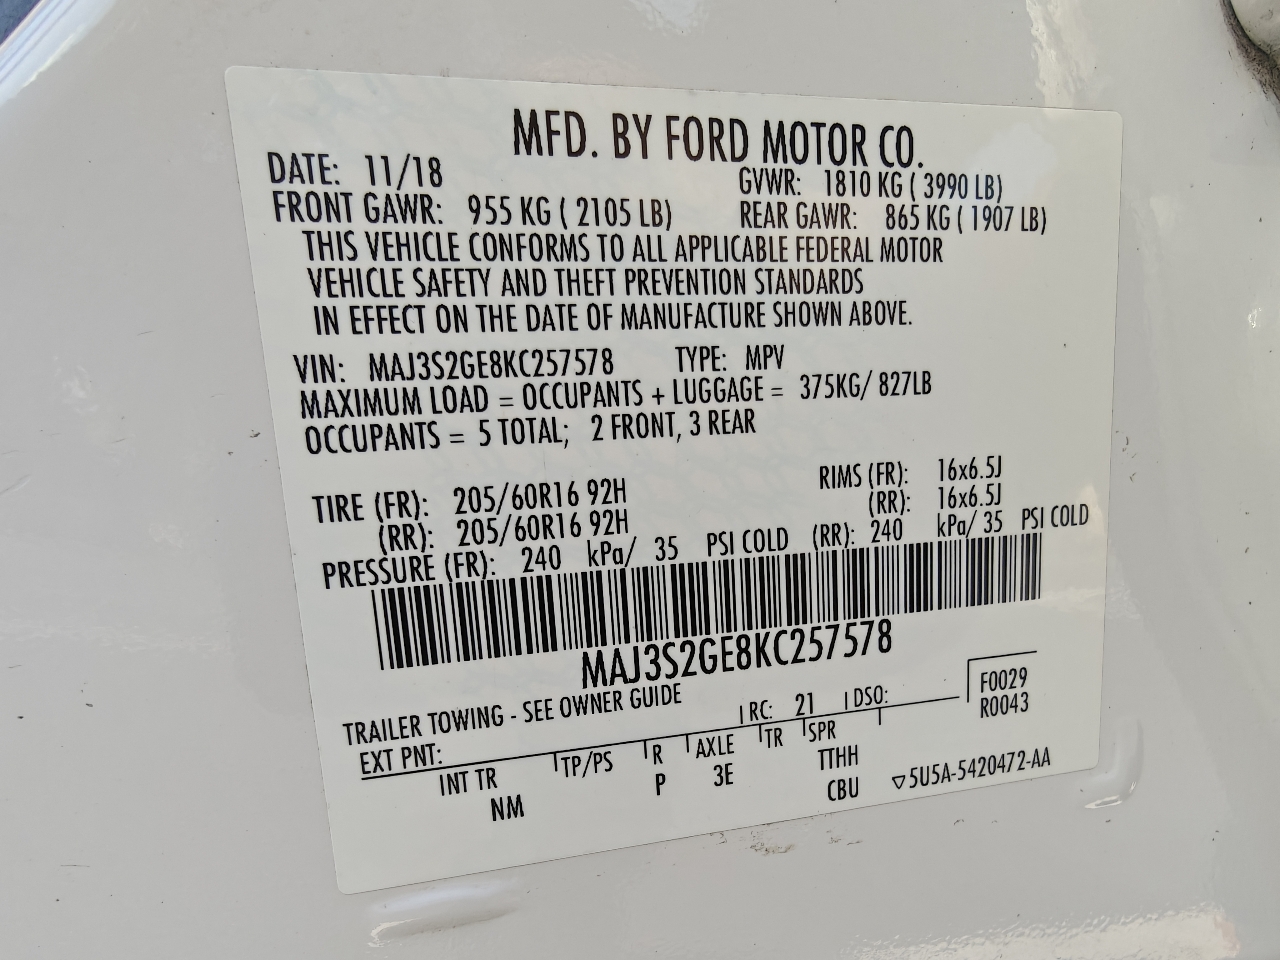 MFD. BY FORD MOTOR CO.
DATE: 11/18 GVWR: 1810 KG ( 3990 LB)
FRONT GAWR: 955 KG ( 2105 LB) REAR GAWR: 865 KG ( 1907 LB)
THIS VEHICLE CONFORMS TO ALL APPLICABLE FEDERAL MOTOR
VEHICLE SAFETY AND THEFT PREVENTION STANDARDS
IN EFFECT ON THE DATE OF MANUFACTURE SHOWN ABOVE.
VIN: MAJ3S2GE8KC257578 TYPE: MPV
MAXIMUM LOAD = OCCUPANTS + LUGGAGE = 375KG/ 827LB
OCCUPANTS = 5 TOTAL; 2 FRONT, 3 REAR
TIRE (FR): 205/60R16 92H RIMS (FR): 16x6.5J
(RR): 205/60R16 92H (RR): 16x6.5J
PRESSURE (FR): 240 kPa/ 35 PSI COLD (RR): 240 kPa/ 35 PSI COLD
MAJ3S2GE8KC257578
TRAILER TOWING - SEE OWNER GUIDE
F0029
EXT PNT: RC: 21 DSO: R0043
INT TR TP/PS R AXLE TR SPR
NM P 3E TTHH
CBU ▽5U5A-5420472-AA